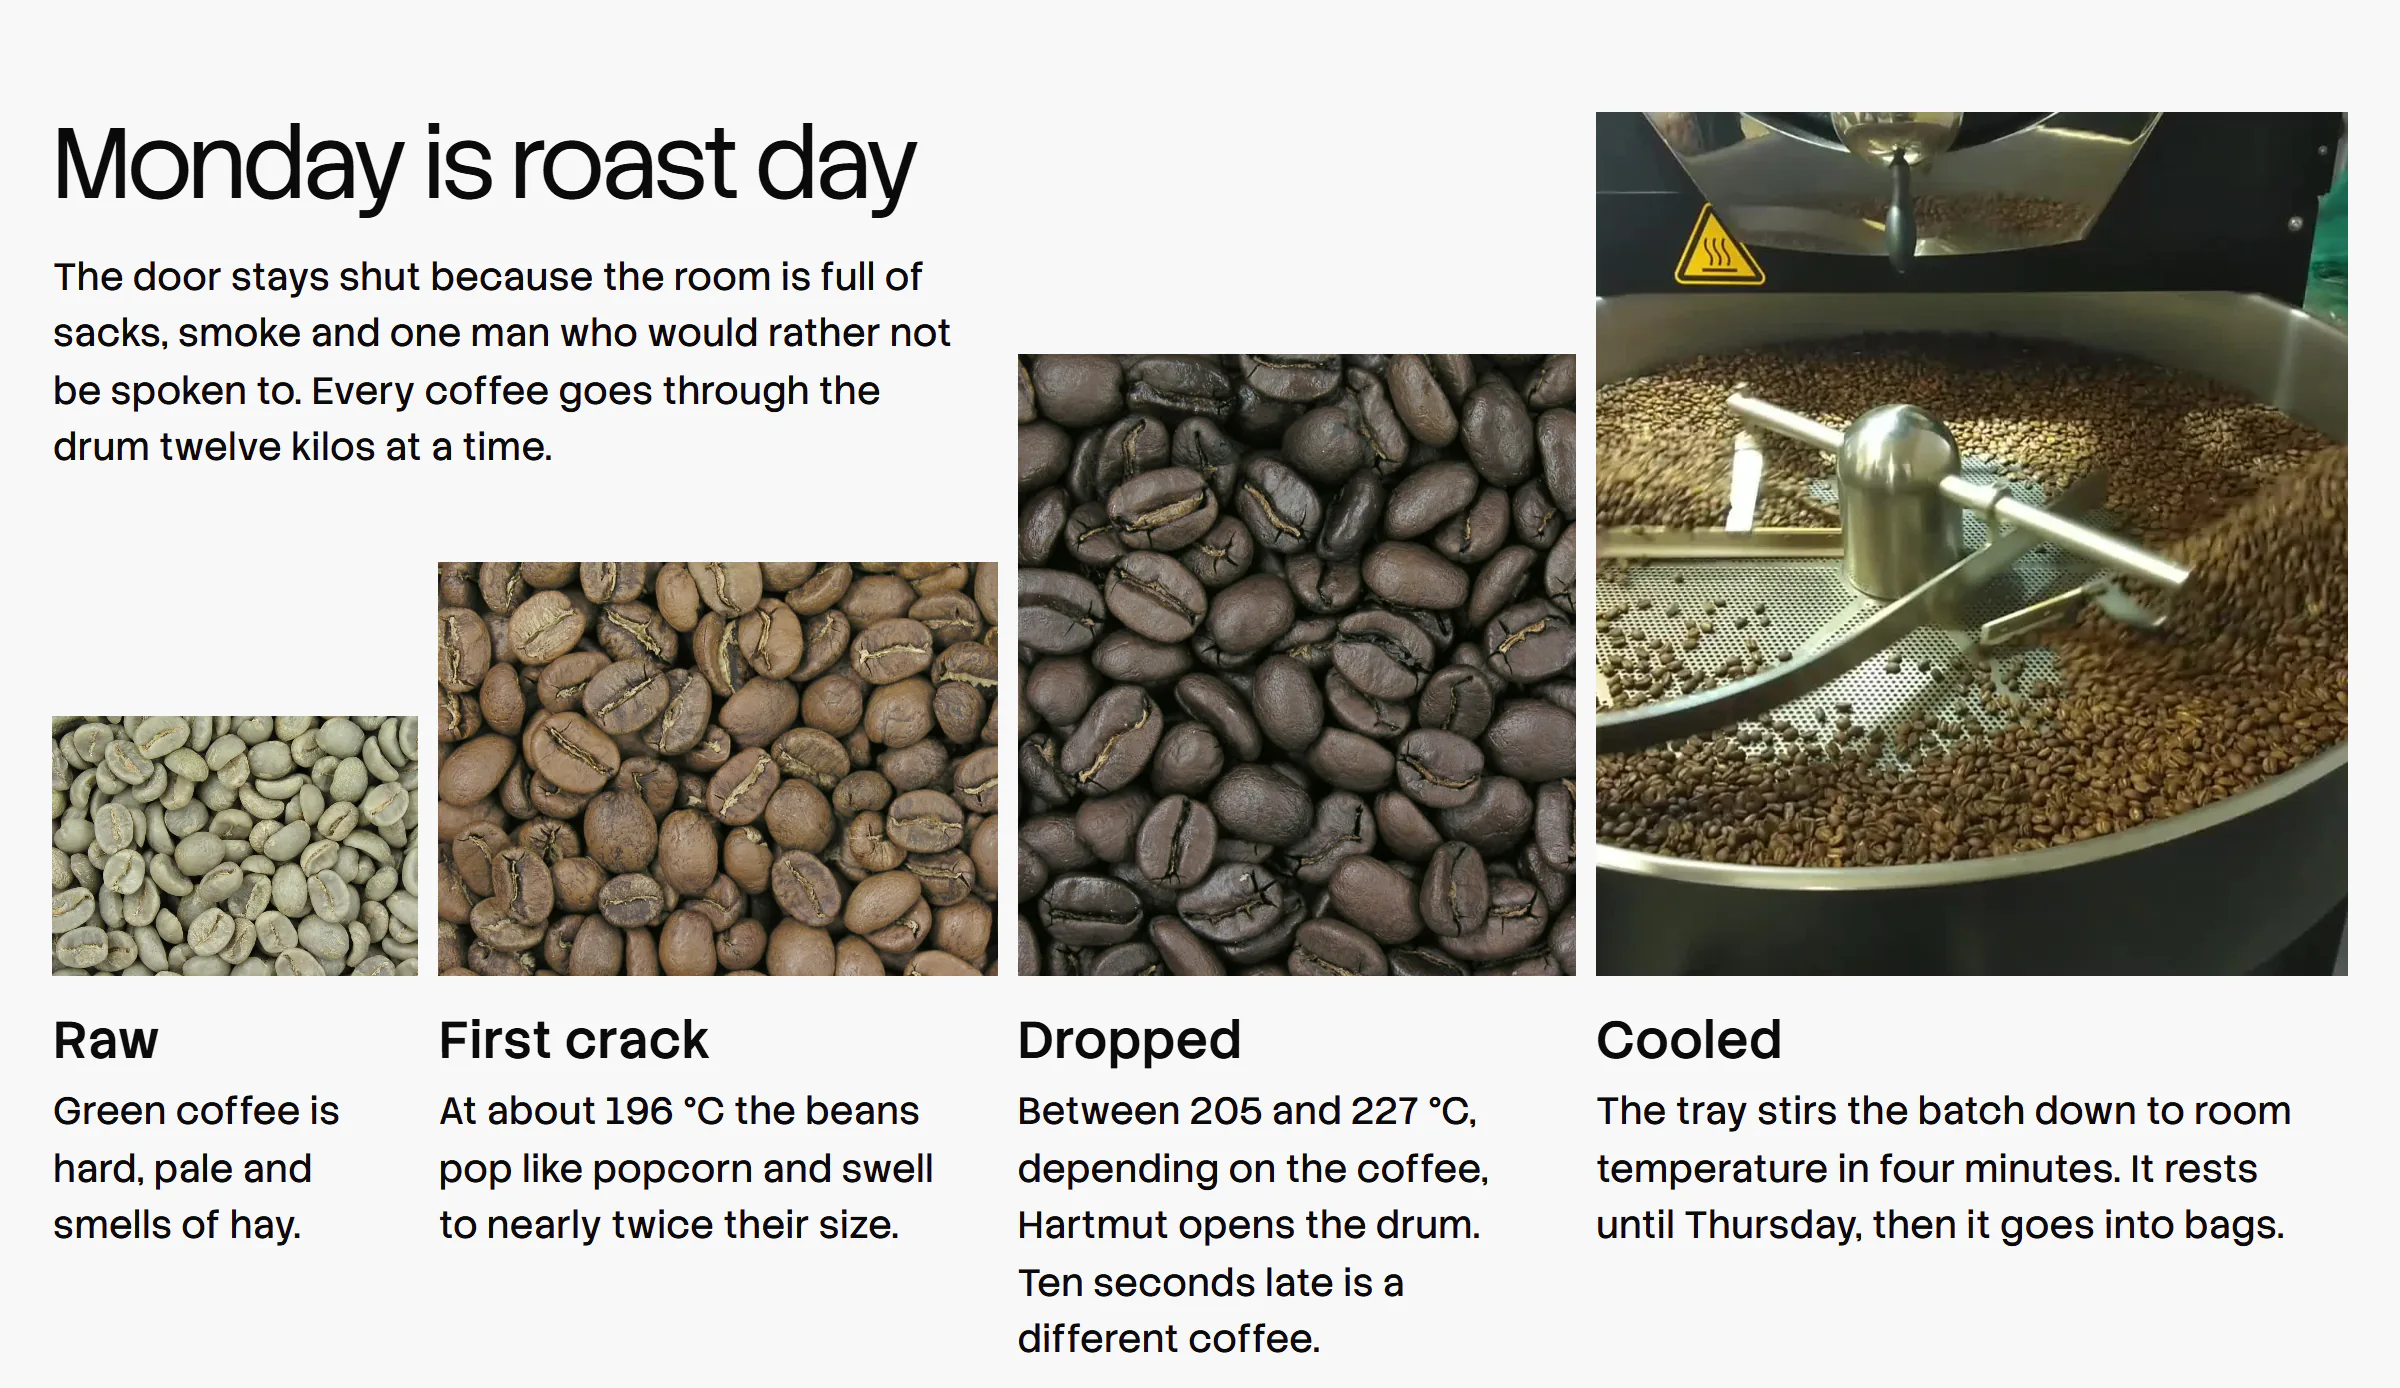 Monday is roast day
The door stays shut because the room is full of
sacks, smoke and one man who would rather not
be spoken to. Every coffee goes through the
drum twelve kilos at a time.
Raw
Green coffee is
hard, pale and
smells of hay.
First crack
At about 196 °C the beans
pop like popcorn and swell
to nearly twice their size.
Dropped
Between 205 and 227 °C,
depending on the coffee,
Hartmut opens the drum.
Ten seconds late is a
different coffee.
Cooled
The tray stirs the batch down to room
temperature in four minutes. It rests
until Thursday, then it goes into bags.